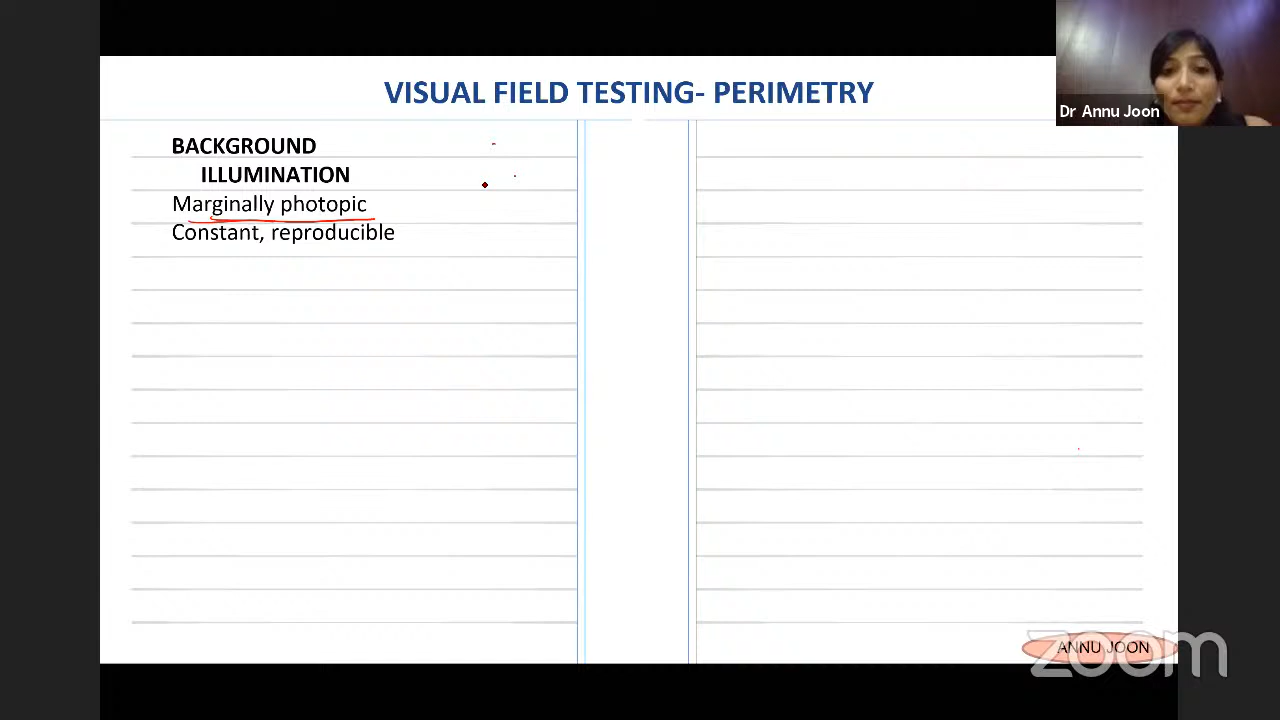 VISUAL FIELD TESTING- PERIMETRY
Dr Annu Joon
BACKGROUND
ILLUMINATION
Marginally photopic
Constant, reproducible
ANNU JOON
zoom